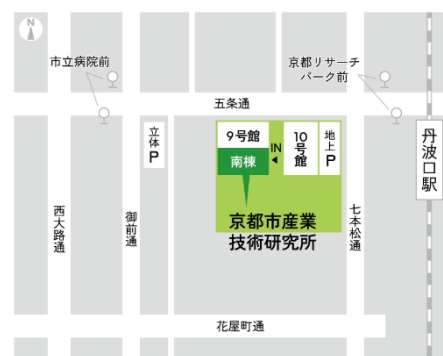 N
市立病院前
京都リサーチ
パーク前
五条通
立体
P
9号館
南棟
IN
10号館
地上
P
丹波口駅
京都市産業
技術研究所
西大路通
御前通
七本松通
花屋町通